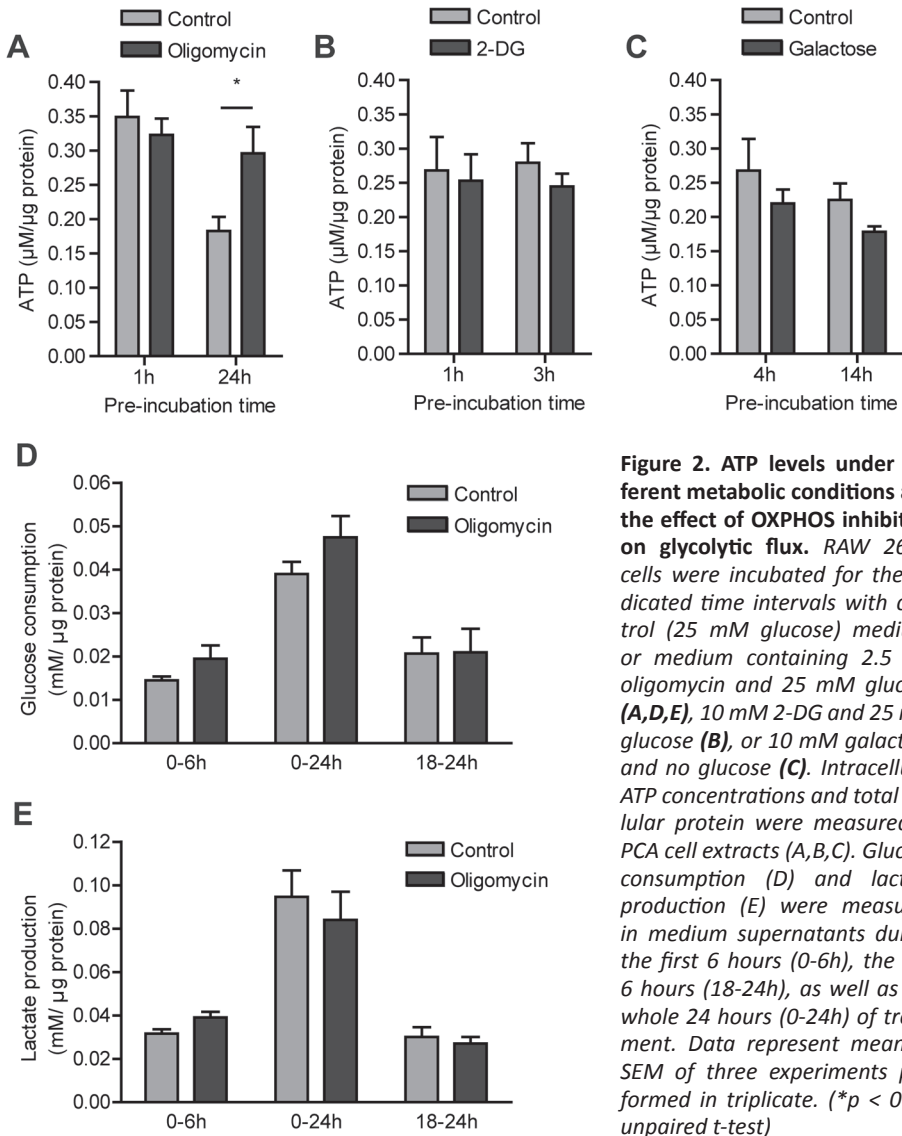 Control
Oligomycin
A
*
0.40
0.35
0.30
0.25
0.20
0.15
0.10
0.05
0.00
ATP (µM/µg protein)
1h 24h
Pre-incubation time
Control
2-DG
B
0.40
0.35
0.30
0.25
0.20
0.15
0.10
0.05
0.00
ATP (µM/µg protein)
1h 3h
Pre-incubation time
Control
Galactose
C
0.40
0.35
0.30
0.25
0.20
0.15
0.10
0.05
0.00
ATP (µM/µg protein)
4h 14h
Pre-incubation time
D
0.06
0.05
0.04
0.03
0.02
0.01
0.00
Glucose consumption
(mM/ µg protein)
Control
Oligomycin
0-6h 0-24h 18-24h
E
0.12
0.10
0.08
0.06
0.04
0.02
0.00
Lactate production
(mM/ µg protein)
Control
Oligomycin
0-6h 0-24h 18-24h
Figure 2. ATP levels under
ferent metabolic conditions a
the effect of OXPHOS inhibit
on glycolytic flux. RAW 26
cells were incubated for the
dicated time intervals with c
trol (25 mM glucose) medi
or medium containing 2.5
oligomycin and 25 mM gluc
(A,D,E), 10 mM 2-DG and 25
glucose (B), or 10 mM galact
and no glucose (C). Intracell
ATP concentrations and total
lular protein were measured
PCA cell extracts (A,B,C). Gluc
consumption (D) and lact
production (E) were measu
in medium supernatants du
the first 6 hours (0-6h), the
6 hours (18-24h), as well as
whole 24 hours (0-24h) of tra
ment. Data represent mean
SEM of three experiments p
formed in triplicate. (*p < 0
unpaired t-test)